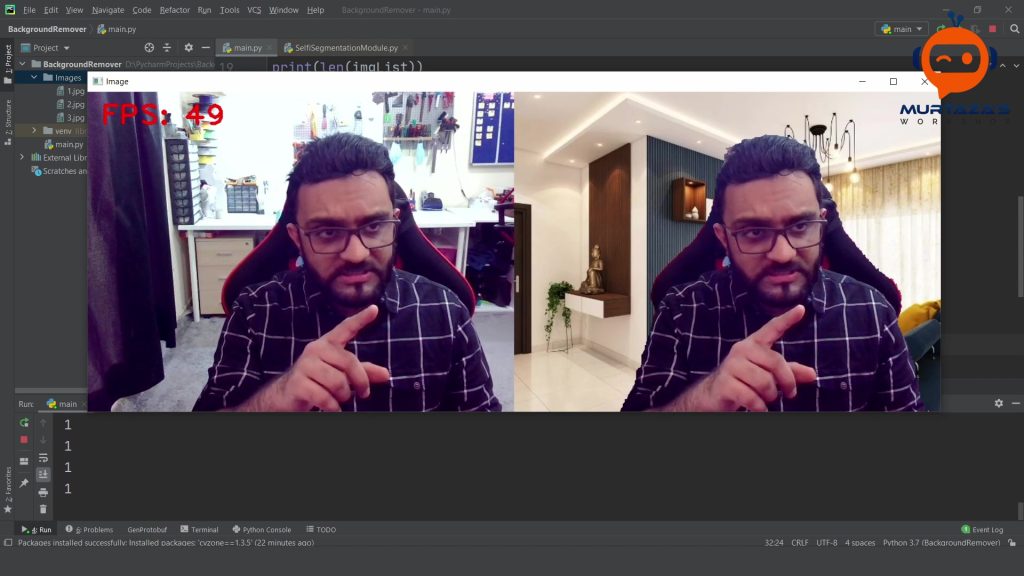 File Edit View Navigate Code Refactor Run Tools VCS Window Help BackgroundRemover - main.py
BackgroundRemover main.py
main
Project
main.py
SelfiSegmentationModule.py
1: Project
BackgroundRemover D:\PycharmProjects\Back
19
print(len(imgList))
Images
Image
1.jpg
2.jpg
3.jpg
FPS: 49
MURTAZA'S
WORKSHOP
venv
main.py
External Libr
Scratches an
Z: Structure
Run: main
1
1
1
1
2: Favorites
4: Run 6: Problems GenProtobuf Terminal Python Console TODO Event Log
Packages installed successfully: Installed packages: 'cvzone==1.3.5' (22 minutes ago) 32:24 CRLF UTF-8 4 spaces Python 3.7 (BackgroundRemover)